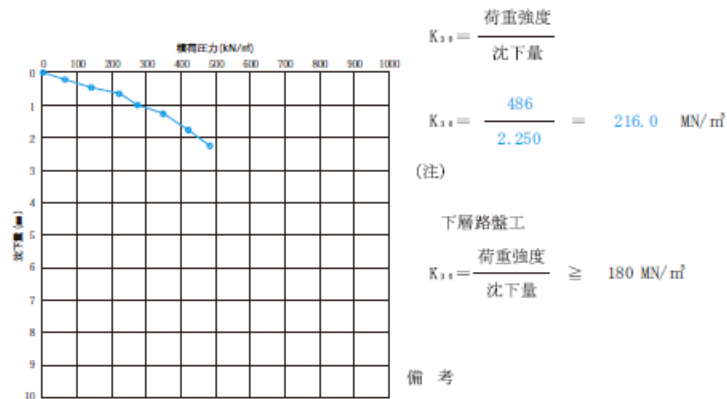 積荷圧力(kN/㎡)
0 100 200 300 400 500 600 700 800 900 1000
0
1
2
3
4
5
6
7
8
9
10
沈下量(㎜)
K₃₀＝ 荷重強度
沈下量
K₃₀＝ 486 ＝ 216.0 MN/㎥
2.250
(注)
下層路盤工
K₃₀＝ 荷重強度 ≧ 180 MN/㎥
沈下量
備 考